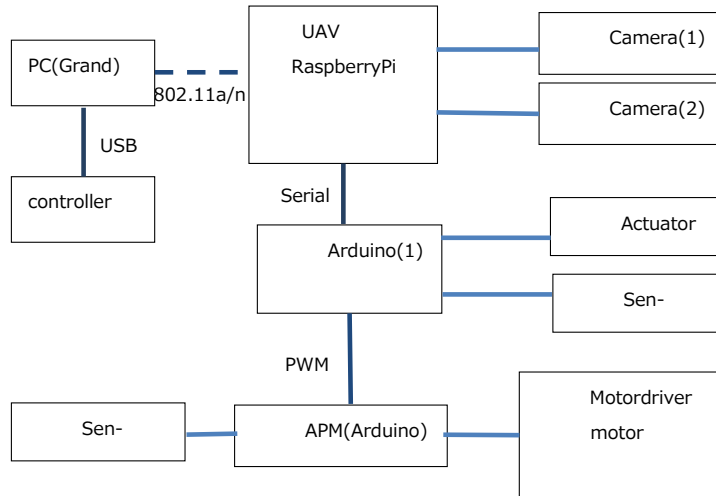 UAV
RaspberryPi
Camera(1)
PC(Grand)
802.11a/n
Camera(2)
USB
controller
Serial
Actuator
Arduino(1)
Sen-
PWM
Motordriver
motor
Sen-
APM(Arduino)